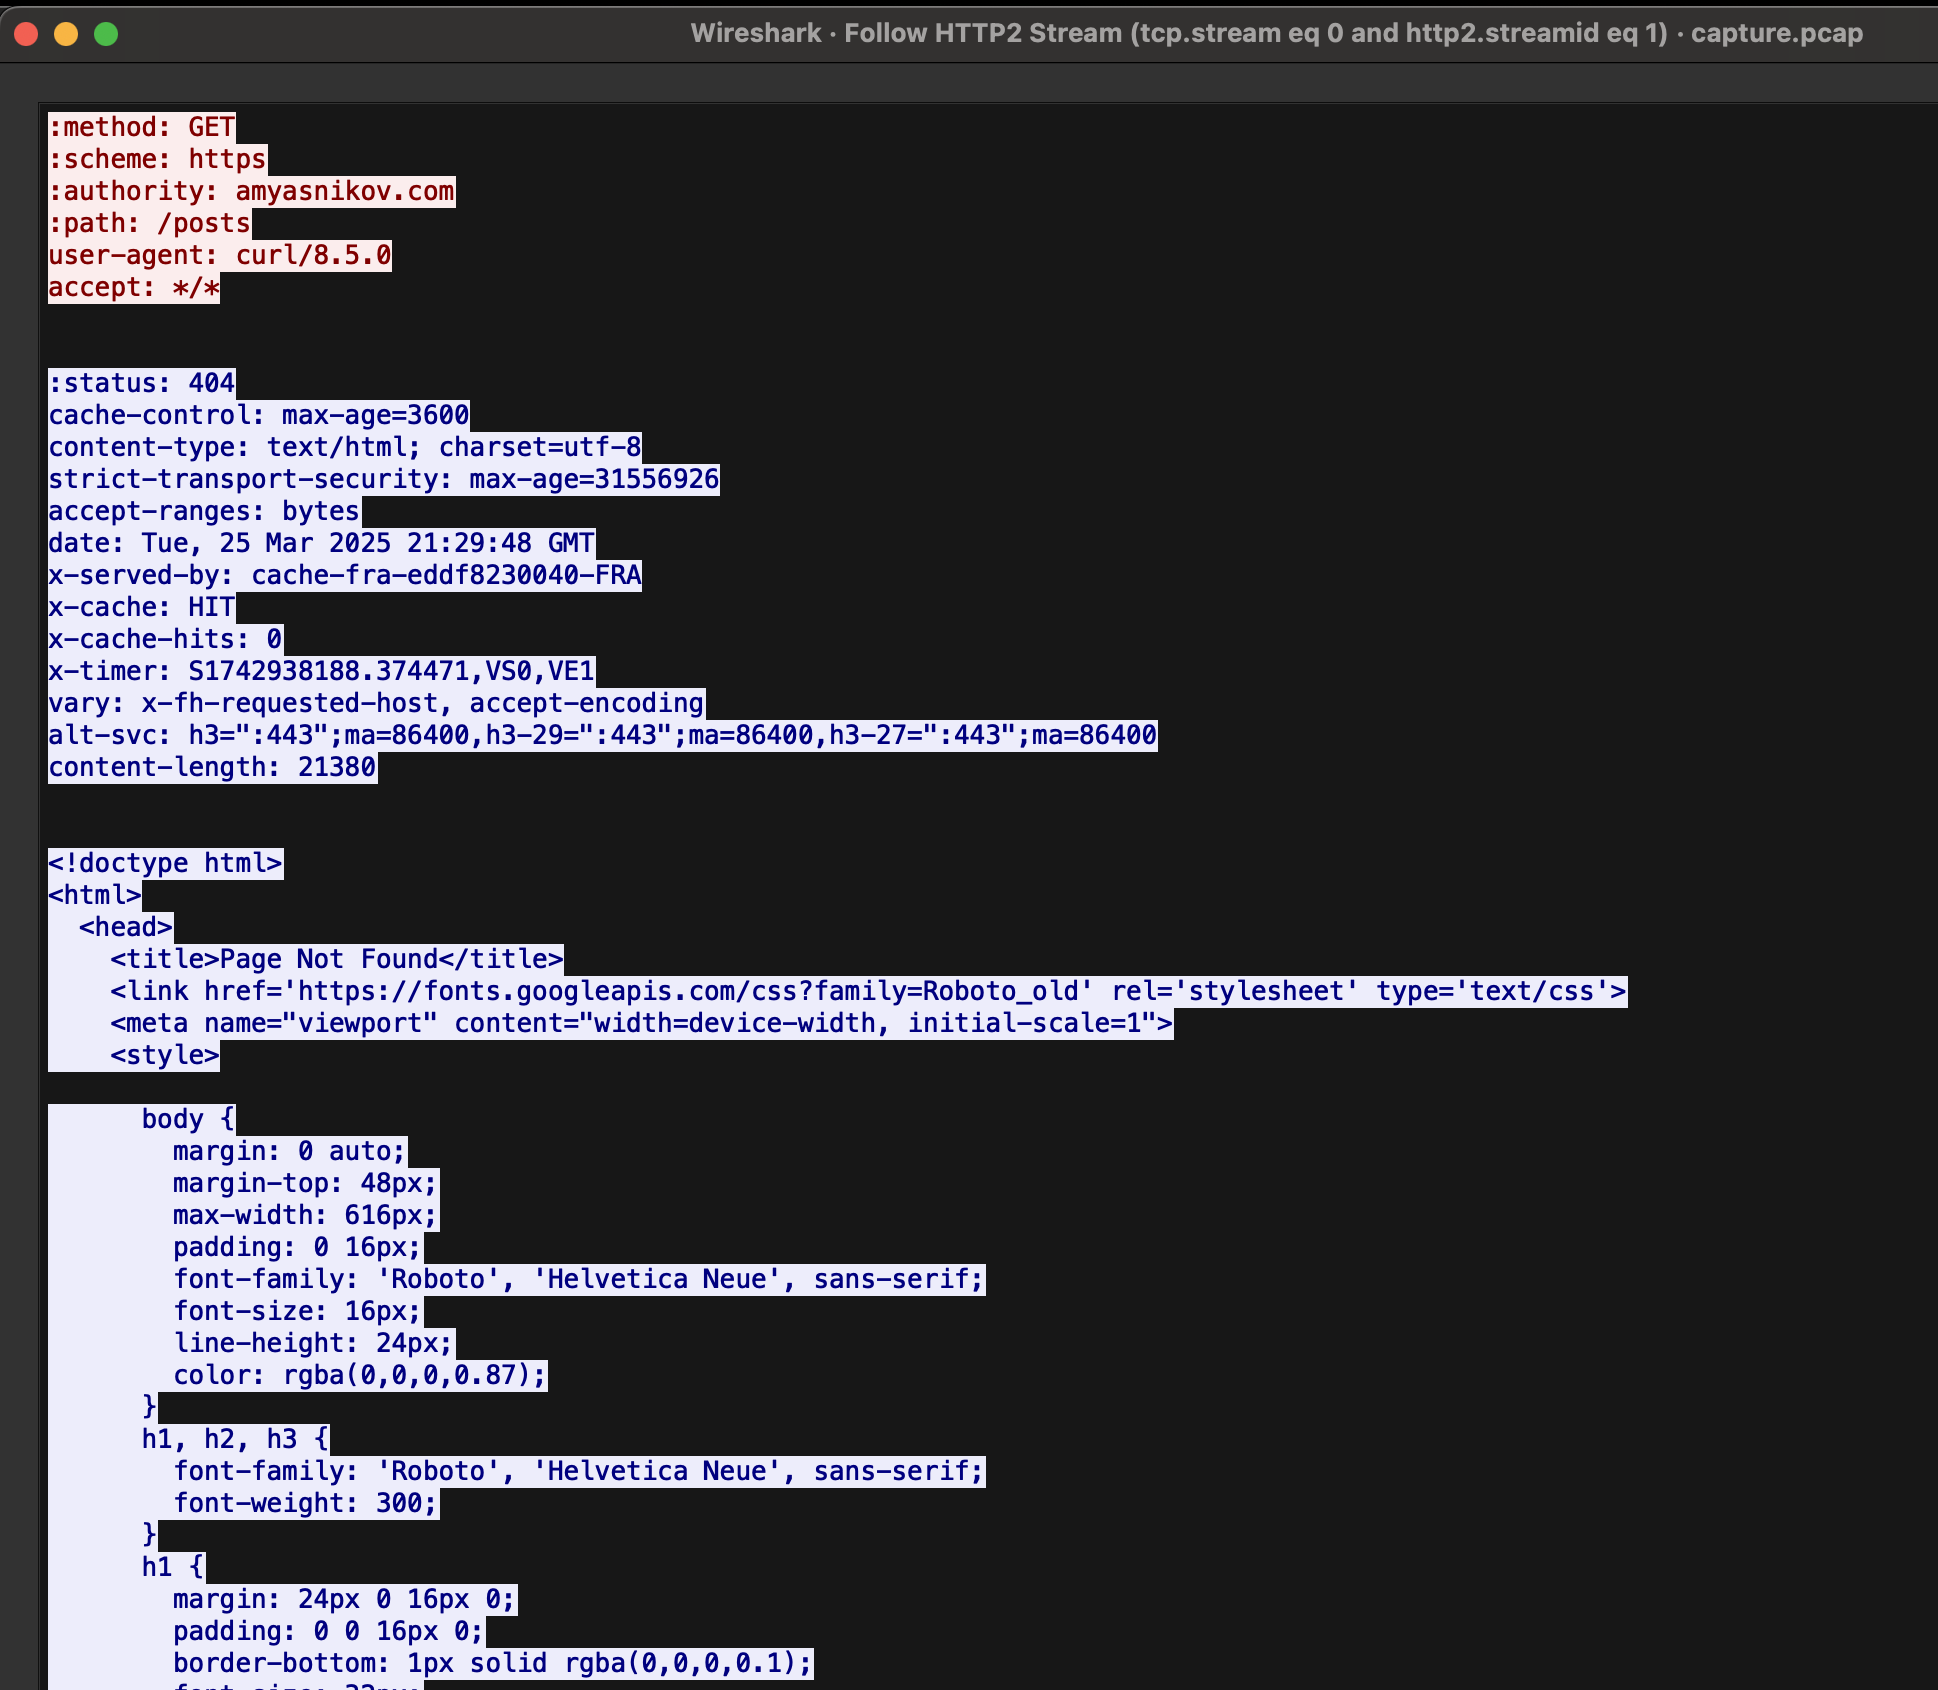 Wireshark · Follow HTTP2 Stream (tcp.stream eq 0 and http2.streamid eq 1) · capture.pcap
:method: GET
:scheme: https
:authority: amyasnikov.com
:path: /posts
user-agent: curl/8.5.0
accept: */*
:status: 404
cache-control: max-age=3600
content-type: text/html; charset=utf-8
strict-transport-security: max-age=31556926
accept-ranges: bytes
date: Tue, 25 Mar 2025 21:29:48 GMT
x-served-by: cache-fra-eddf8230040-FRA
x-cache: HIT
x-cache-hits: 0
x-timer: S1742938188.374471,VS0,VE1
vary: x-fh-requested-host, accept-encoding
alt-svc: h3=":443";ma=86400,h3-29=":443";ma=86400,h3-27=":443";ma=86400
content-length: 21380
<!doctype html>
<html>
  <head>
    <title>Page Not Found</title>
    <link href='https://fonts.googleapis.com/css?family=Roboto_old' rel='stylesheet' type='text/css'>
    <meta name="viewport" content="width=device-width, initial-scale=1">
    <style>
      body {
        margin: 0 auto;
        margin-top: 48px;
        max-width: 616px;
        padding: 0 16px;
        font-family: 'Roboto', 'Helvetica Neue', sans-serif;
        font-size: 16px;
        line-height: 24px;
        color: rgba(0,0,0,0.87);
      }
      h1, h2, h3 {
        font-family: 'Roboto', 'Helvetica Neue', sans-serif;
        font-weight: 300;
      }
      h1 {
        margin: 24px 0 16px 0;
        padding: 0 0 16px 0;
        border-bottom: 1px solid rgba(0,0,0,0.1);
        font-size: 32px;